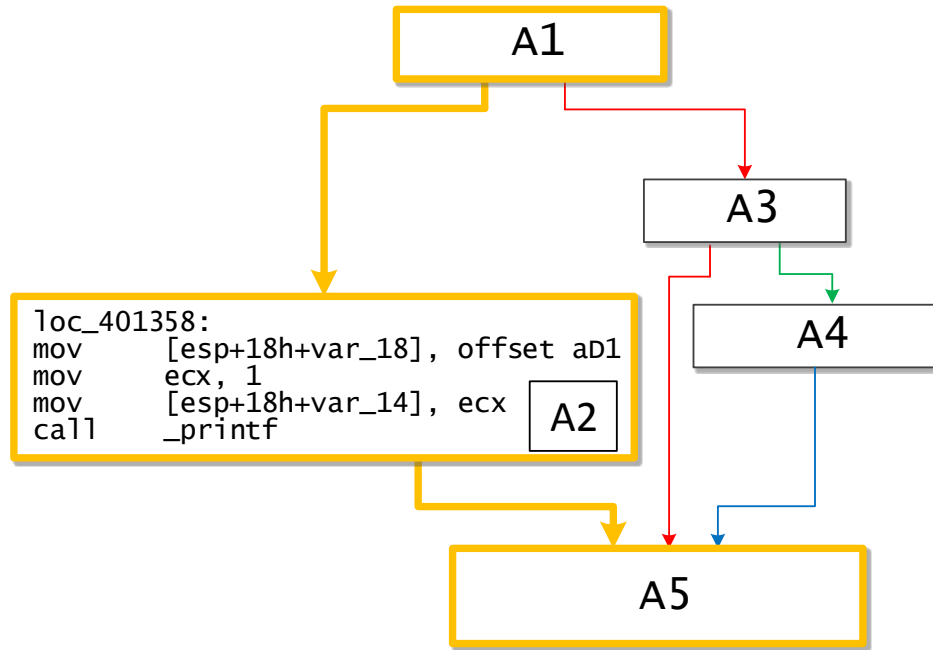 A1
A3
loc_401358:
mov [esp+18h+var_18], offset aD1
mov ecx, 1
mov [esp+18h+var_14], ecx
call _printf
A2
A4
A5